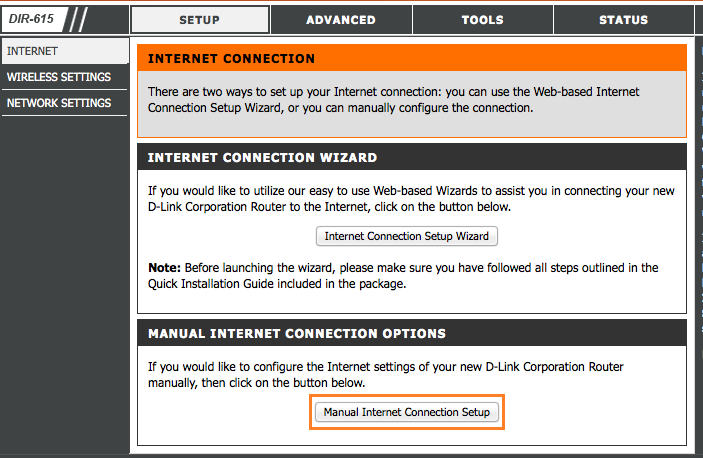 DIR-615
SETUP
ADVANCED
TOOLS
STATUS
INTERNET
WIRELESS SETTINGS
NETWORK SETTINGS
INTERNET CONNECTION
There are two ways to set up your Internet connection: you can use the Web-based Internet
Connection Setup Wizard, or you can manually configure the connection.
INTERNET CONNECTION WIZARD
If you would like to utilize our easy to use Web-based Wizards to assist you in connecting your new
D-Link Corporation Router to the Internet, click on the button below.
Internet Connection Setup Wizard
Note: Before launching the wizard, please make sure you have followed all steps outlined in the
Quick Installation Guide included in the package.
MANUAL INTERNET CONNECTION OPTIONS
If you would like to configure the Internet settings of your new D-Link Corporation Router
manually, then click on the button below.
Manual Internet Connection Setup